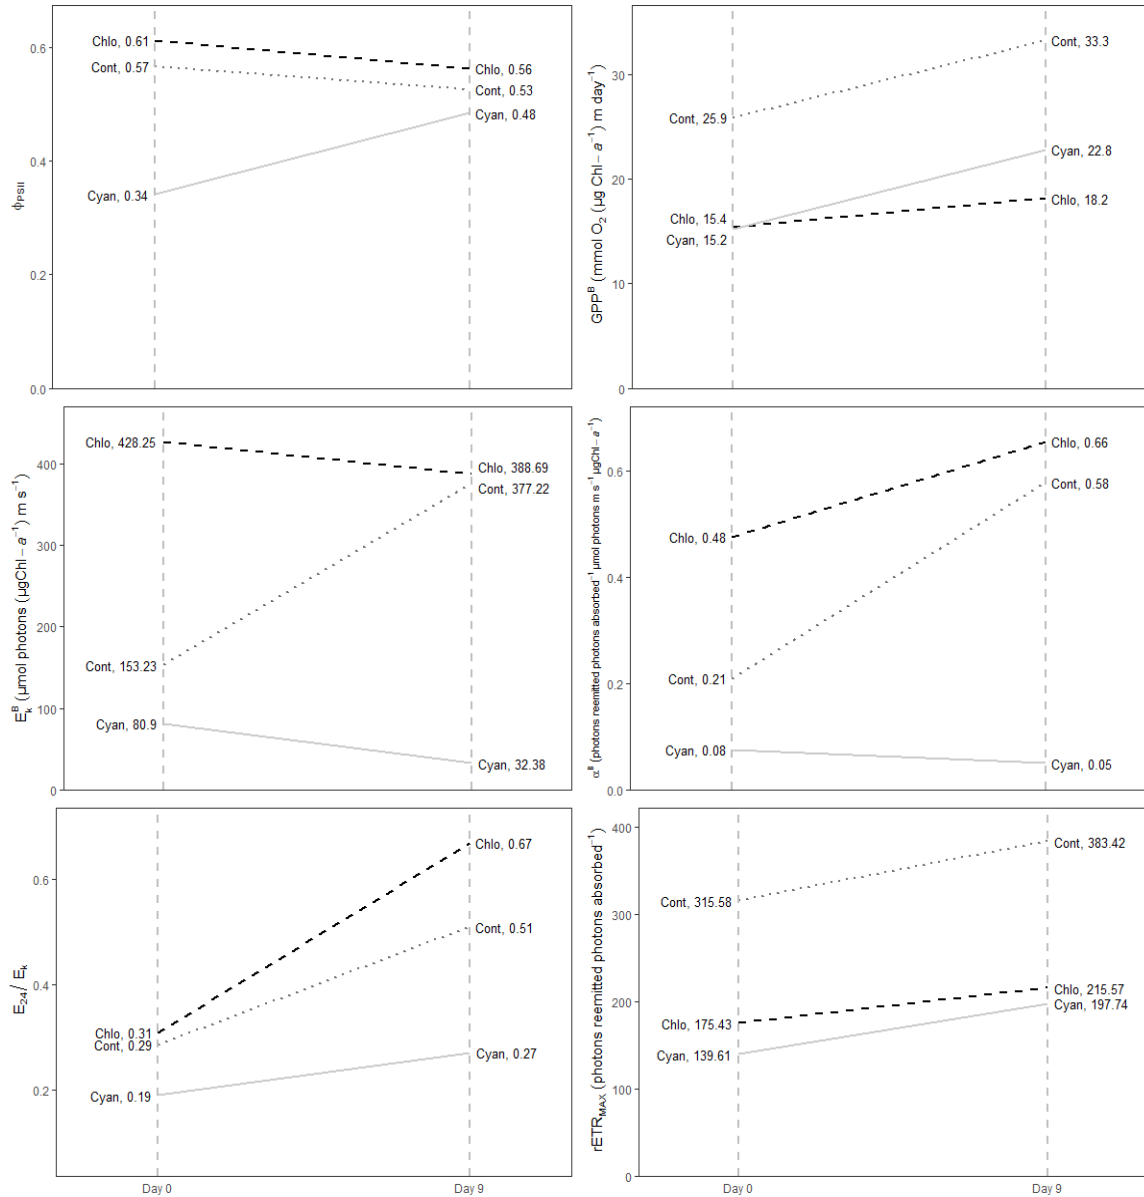 ϕPSII
0.6
0.4
0.2
0.0
Chlo, 0.61
Cont, 0.57
Cyan, 0.34
Chlo, 0.56
Cont, 0.53
Cyan, 0.48
GPP^B (mmol O₂ (µg Chl− a⁻¹) m day⁻¹)
30
20
10
0
Cont, 25.9
Chlo, 15.4
Cyan, 15.2
Cont, 33.3
Cyan, 22.8
Chlo, 18.2
E_k^B (µmol photons (µgChl− a⁻¹) m s⁻¹)
400
300
200
100
0
Chlo, 428.25
Cont, 153.23
Cyan, 80.9
Chlo, 388.69
Cont, 377.22
Cyan, 32.38
α^B (photons reemitted photons absorbed⁻¹ µmol photons m s⁻¹ µgChl− a⁻¹)
0.6
0.4
0.2
0.0
Chlo, 0.48
Cont, 0.21
Cyan, 0.08
Chlo, 0.66
Cont, 0.58
Cyan, 0.05
E₂₄/ Eₖ
0.6
0.4
0.2
Chlo, 0.31
Cont, 0.29
Cyan, 0.19
Chlo, 0.67
Cont, 0.51
Cyan, 0.27
Day 0
Day 9
rETR_MAX (photons reemitted photons absorbed⁻¹)
400
300
200
100
0
Cont, 315.58
Chlo, 175.43
Cyan, 139.61
Cont, 383.42
Chlo, 215.57
Cyan, 197.74
Day 0
Day 9